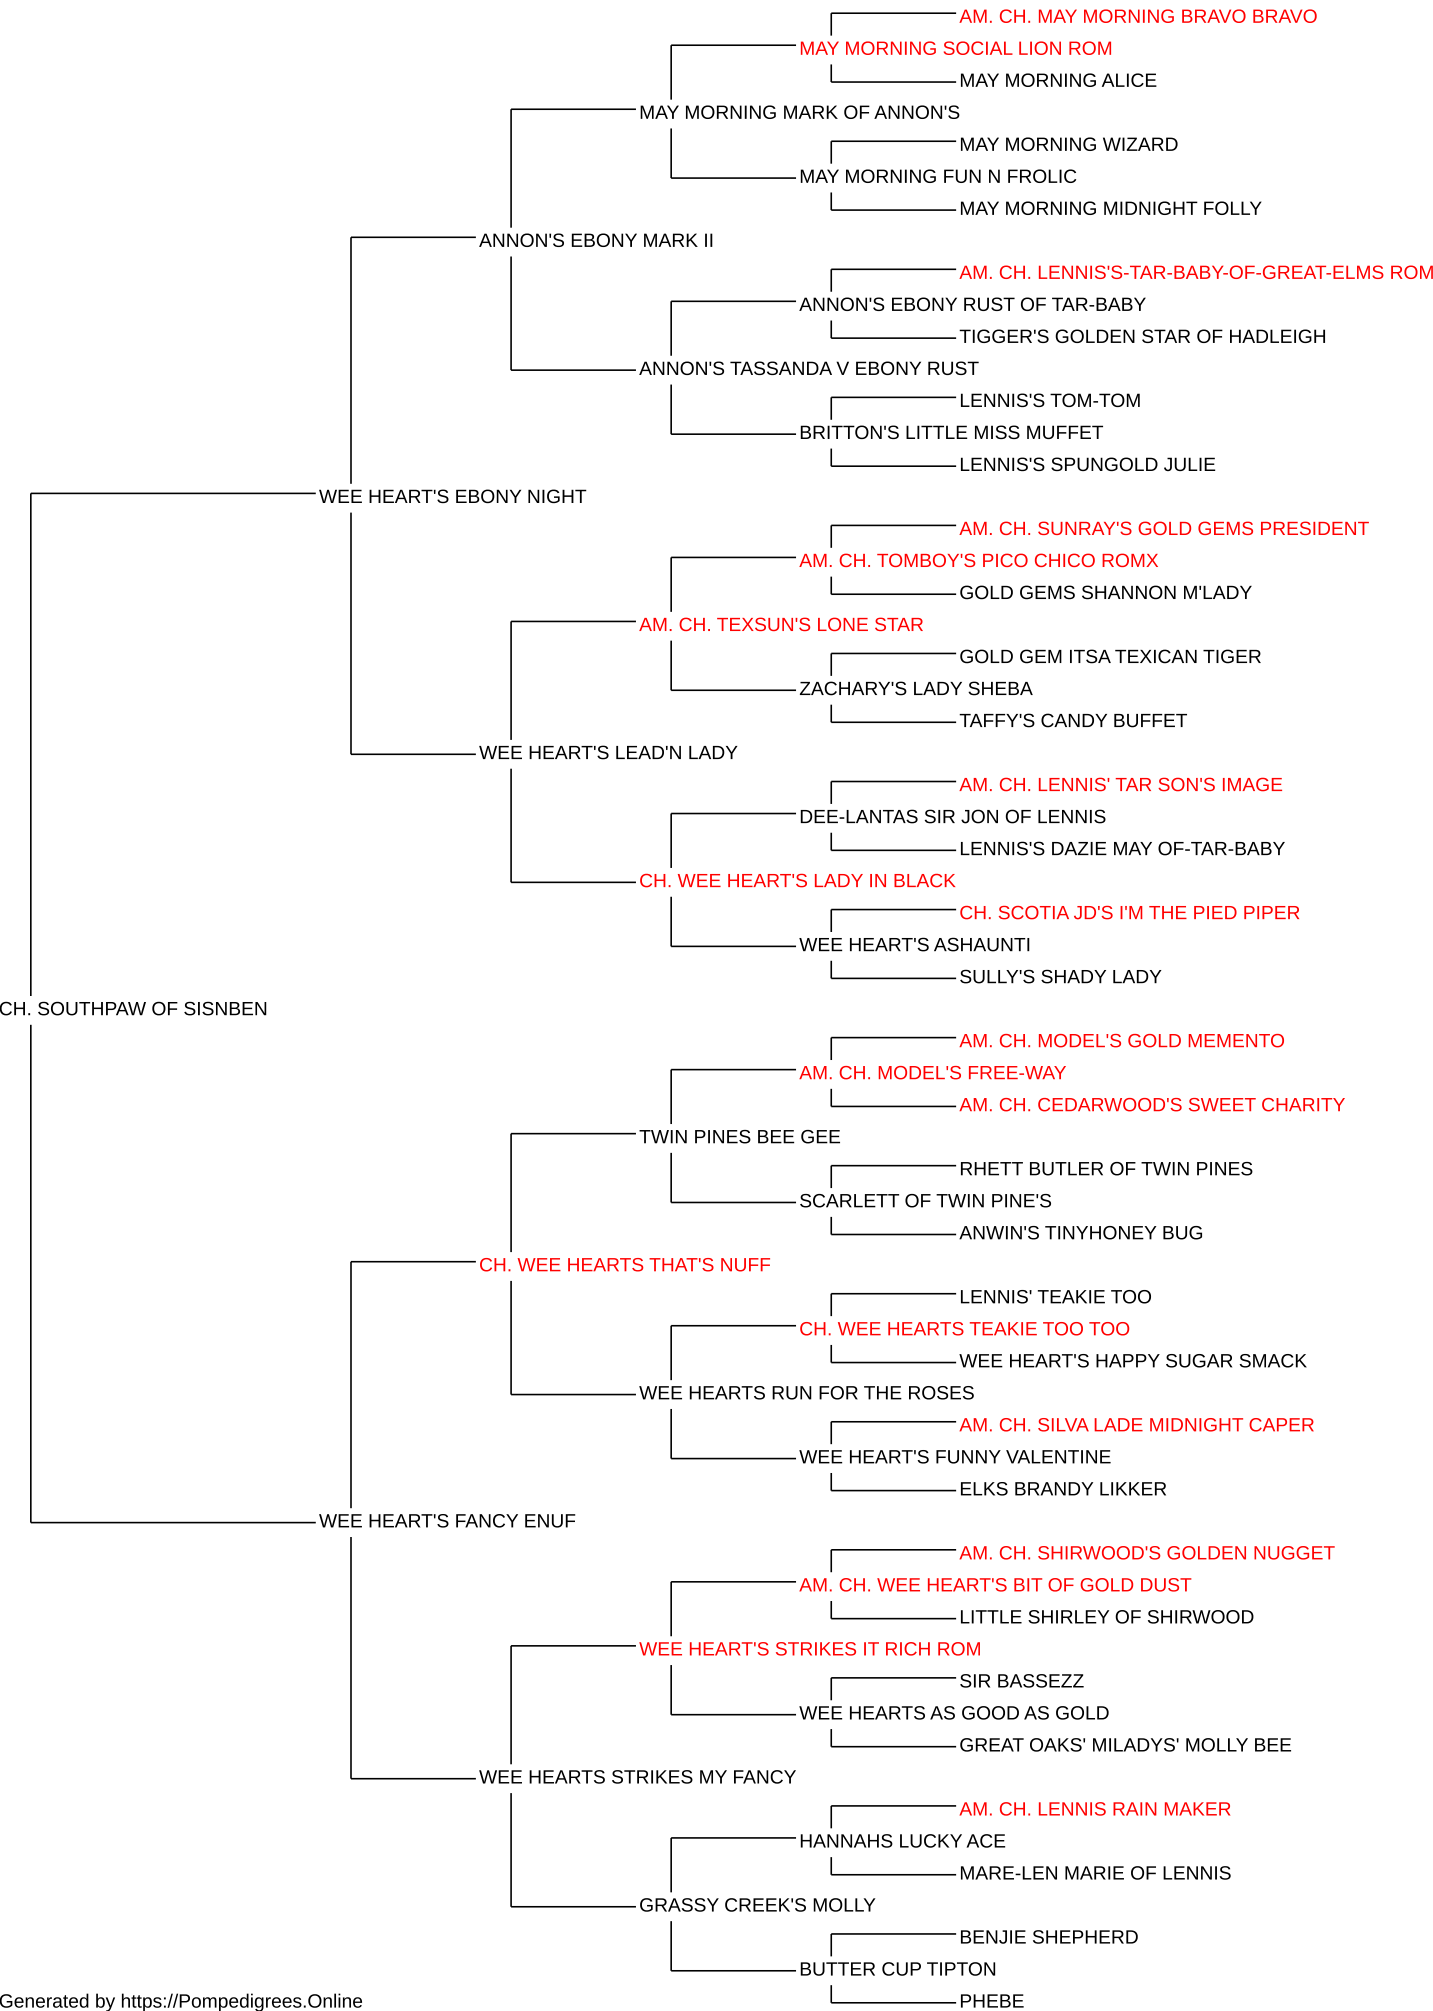 AM. CH. MAY MORNING BRAVO BRAVO
MAY MORNING SOCIAL LION ROM
MAY MORNING ALICE
MAY MORNING MARK OF ANNON'S
MAY MORNING WIZARD
MAY MORNING FUN N FROLIC
MAY MORNING MIDNIGHT FOLLY
ANNON'S EBONY MARK II
AM. CH. LENNIS'S-TAR-BABY-OF-GREAT-ELMS ROM
ANNON'S EBONY RUST OF TAR-BABY
TIGGER'S GOLDEN STAR OF HADLEIGH
ANNON'S TASSANDA V EBONY RUST
LENNIS'S TOM-TOM
BRITTON'S LITTLE MISS MUFFET
LENNIS'S SPUNGOLD JULIE
WEE HEART'S EBONY NIGHT
AM. CH. SUNRAY'S GOLD GEMS PRESIDENT
AM. CH. TOMBOY'S PICO CHICO ROMX
GOLD GEMS SHANNON M'LADY
AM. CH. TEXSUN'S LONE STAR
GOLD GEM ITSA TEXICAN TIGER
ZACHARY'S LADY SHEBA
TAFFY'S CANDY BUFFET
WEE HEART'S LEAD'N LADY
AM. CH. LENNIS' TAR SON'S IMAGE
DEE-LANTAS SIR JON OF LENNIS
LENNIS'S DAZIE MAY OF-TAR-BABY
CH. WEE HEART'S LADY IN BLACK
CH. SCOTIA JD'S I'M THE PIED PIPER
WEE HEART'S ASHAUNTI
SULLY'S SHADY LADY
CH. SOUTHPAW OF SISNBEN
AM. CH. MODEL'S GOLD MEMENTO
AM. CH. MODEL'S FREE-WAY
AM. CH. CEDARWOOD'S SWEET CHARITY
TWIN PINES BEE GEE
RHETT BUTLER OF TWIN PINES
SCARLETT OF TWIN PINE'S
ANWIN'S TINYHONEY BUG
CH. WEE HEARTS THAT'S NUFF
LENNIS' TEAKIE TOO
CH. WEE HEARTS TEAKIE TOO TOO
WEE HEART'S HAPPY SUGAR SMACK
WEE HEARTS RUN FOR THE ROSES
AM. CH. SILVA LADE MIDNIGHT CAPER
WEE HEART'S FUNNY VALENTINE
ELKS BRANDY LIKKER
WEE HEART'S FANCY ENUF
AM. CH. SHIRWOOD'S GOLDEN NUGGET
AM. CH. WEE HEART'S BIT OF GOLD DUST
LITTLE SHIRLEY OF SHIRWOOD
WEE HEART'S STRIKES IT RICH ROM
SIR BASSEZZ
WEE HEARTS AS GOOD AS GOLD
GREAT OAKS' MILADYS' MOLLY BEE
WEE HEARTS STRIKES MY FANCY
AM. CH. LENNIS RAIN MAKER
HANNAHS LUCKY ACE
MARE-LEN MARIE OF LENNIS
GRASSY CREEK'S MOLLY
BENJIE SHEPHERD
BUTTER CUP TIPTON
PHEBE
Generated by https://Pompedigrees.Online